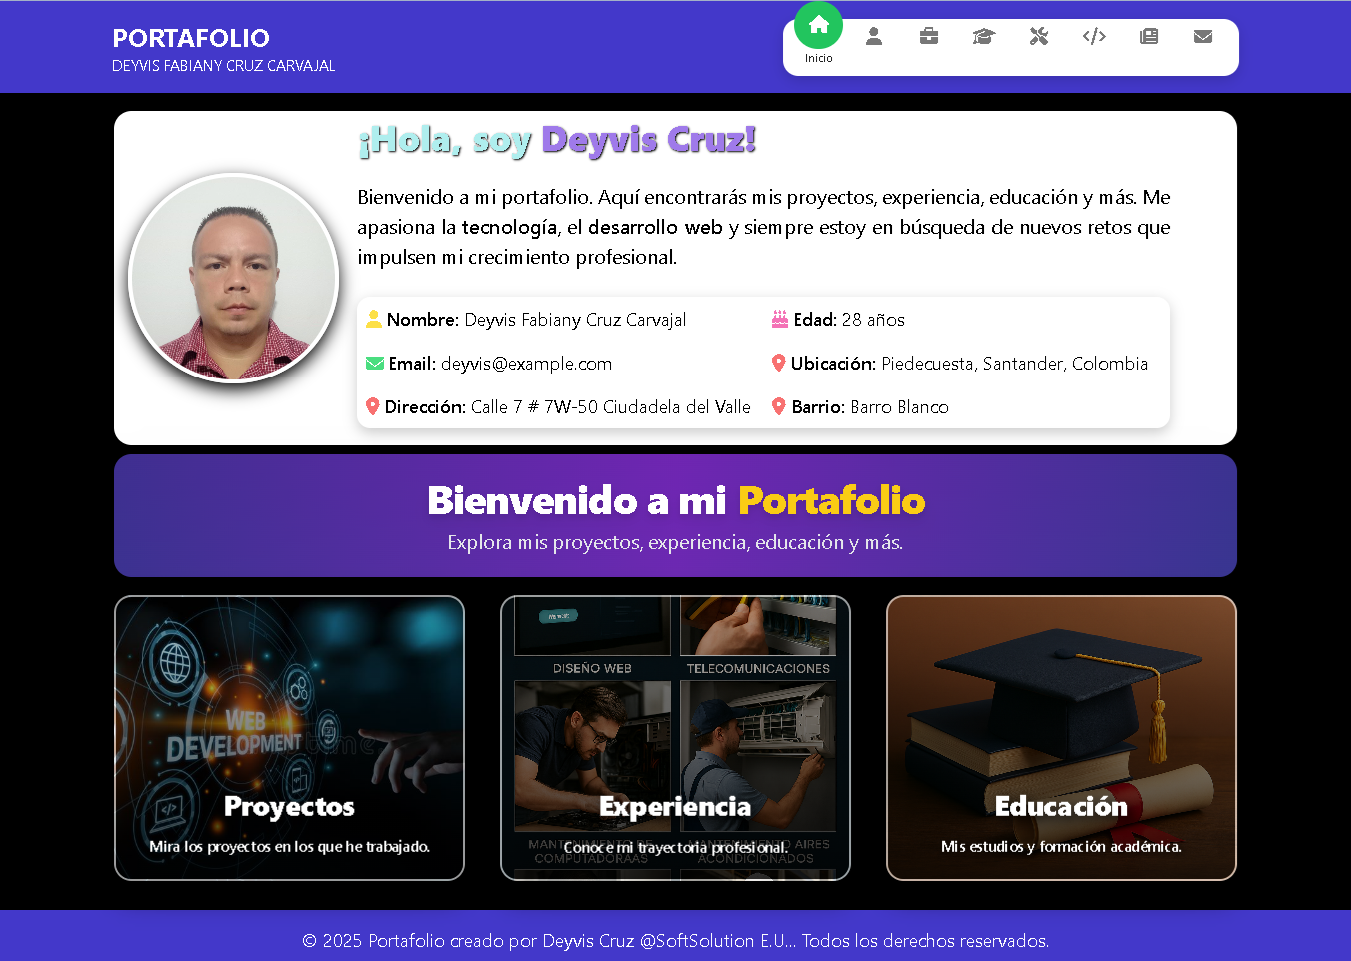 PORTAFOLIO
DEYVIS FABIANY CRUZ CARVAJAL
Inicio
¡Hola, soy Deyvis Cruz!
Bienvenido a mi portafolio. Aquí encontrarás mis proyectos, experiencia, educación y más. Me
apasiona la tecnología, el desarrollo web y siempre estoy en búsqueda de nuevos retos que
impulsen mi crecimiento profesional.
Nombre: Deyvis Fabiany Cruz Carvajal
Edad: 28 años
Email: deyvis@example.com
Ubicación: Piedecuesta, Santander, Colombia
Dirección: Calle 7 # 7W-50 Ciudadela del Valle
Barrio: Barro Blanco
Bienvenido a mi Portafolio
Explora mis proyectos, experiencia, educación y más.
WEB
DEVELOPMENT
Proyectos
Mira los proyectos en los que he trabajado.
DISEÑO WEB
TELECOMUNICACIONES
Experiencia
MANTENIMIENTO DE
COMPUTADORAAS
MANTENIMIENTO AIRES
ACONDICIONADOS
Conoce mi trayectoria profesional.
Educación
Mis estudios y formación académica.
© 2025 Portafolio creado por Deyvis Cruz @SoftSolution E.U... Todos los derechos reservados.